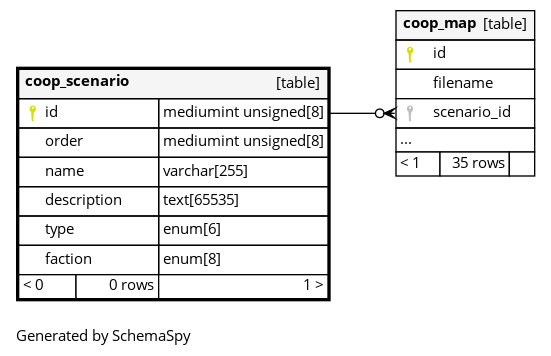 coop_map [table]
id
filename
scenario_id
...
< 1 35 rows
coop_scenario [table]
id mediumint unsigned[8]
order mediumint unsigned[8]
name varchar[255]
description text[65535]
type enum[6]
faction enum[8]
< 0 0 rows 1 >
Generated by SchemaSpy